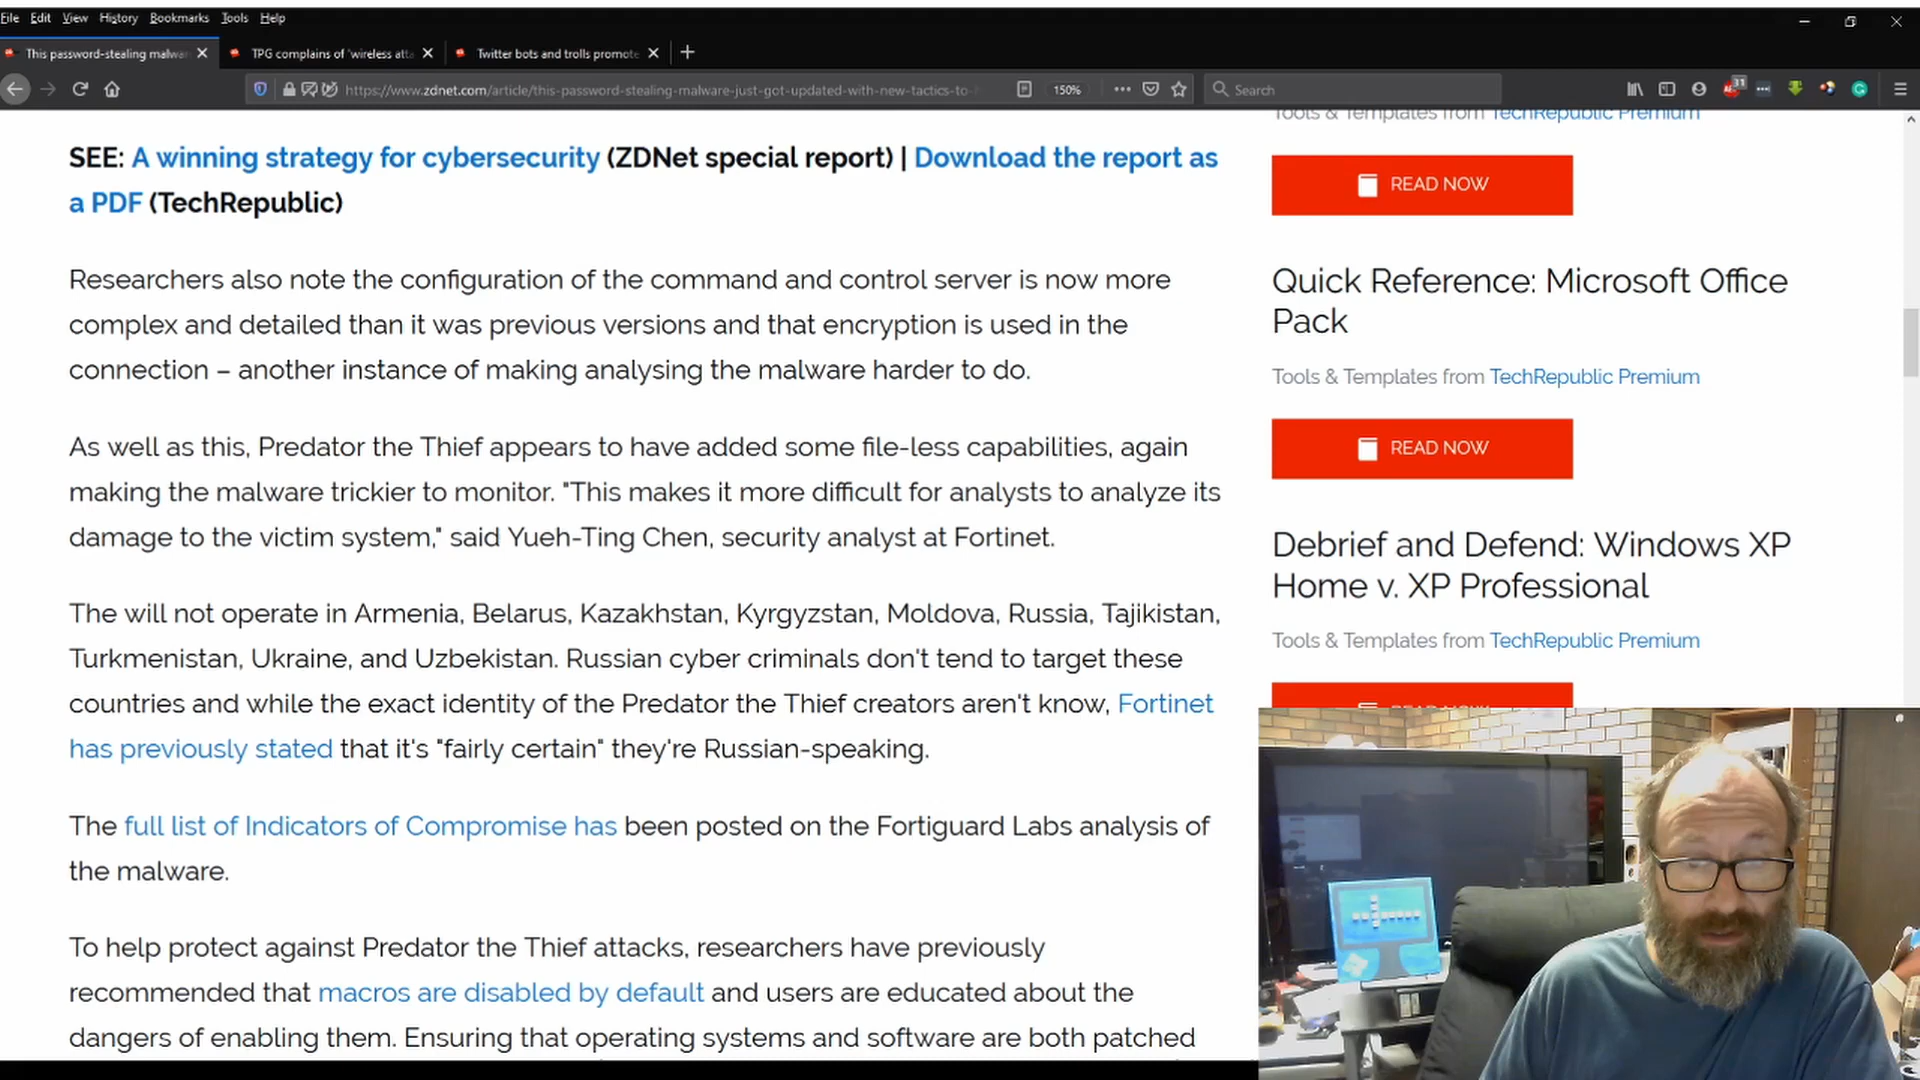 File Edit View History Bookmarks Tools Help
This password-stealing malwar
TPG complains of 'wireless atta
Twitter bots and trolls promote
https://www.zdnet.com/article/this-password-stealing-malware-just-got-updated-with-new-tactics-to-
150%
Search
31
SEE: A winning strategy for cybersecurity (ZDNet special report) | Download the report as
a PDF (TechRepublic)
Researchers also note the configuration of the command and control server is now more
complex and detailed than it was previous versions and that encryption is used in the
connection – another instance of making analysing the malware harder to do.
As well as this, Predator the Thief appears to have added some file-less capabilities, again
making the malware trickier to monitor. "This makes it more difficult for analysts to analyze its
damage to the victim system," said Yueh-Ting Chen, security analyst at Fortinet.
The will not operate in Armenia, Belarus, Kazakhstan, Kyrgyzstan, Moldova, Russia, Tajikistan,
Turkmenistan, Ukraine, and Uzbekistan. Russian cyber criminals don't tend to target these
countries and while the exact identity of the Predator the Thief creators aren't know, Fortinet
has previously stated that it's "fairly certain" they're Russian-speaking.
The full list of Indicators of Compromise has been posted on the Fortiguard Labs analysis of
the malware.
To help protect against Predator the Thief attacks, researchers have previously
recommended that macros are disabled by default and users are educated about the
dangers of enabling them. Ensuring that operating systems and software are both patched
Tools & Templates from TechRepublic Premium
READ NOW
Quick Reference: Microsoft Office
Pack
Tools & Templates from TechRepublic Premium
READ NOW
Debrief and Defend: Windows XP
Home v. XP Professional
Tools & Templates from TechRepublic Premium
READ NOW